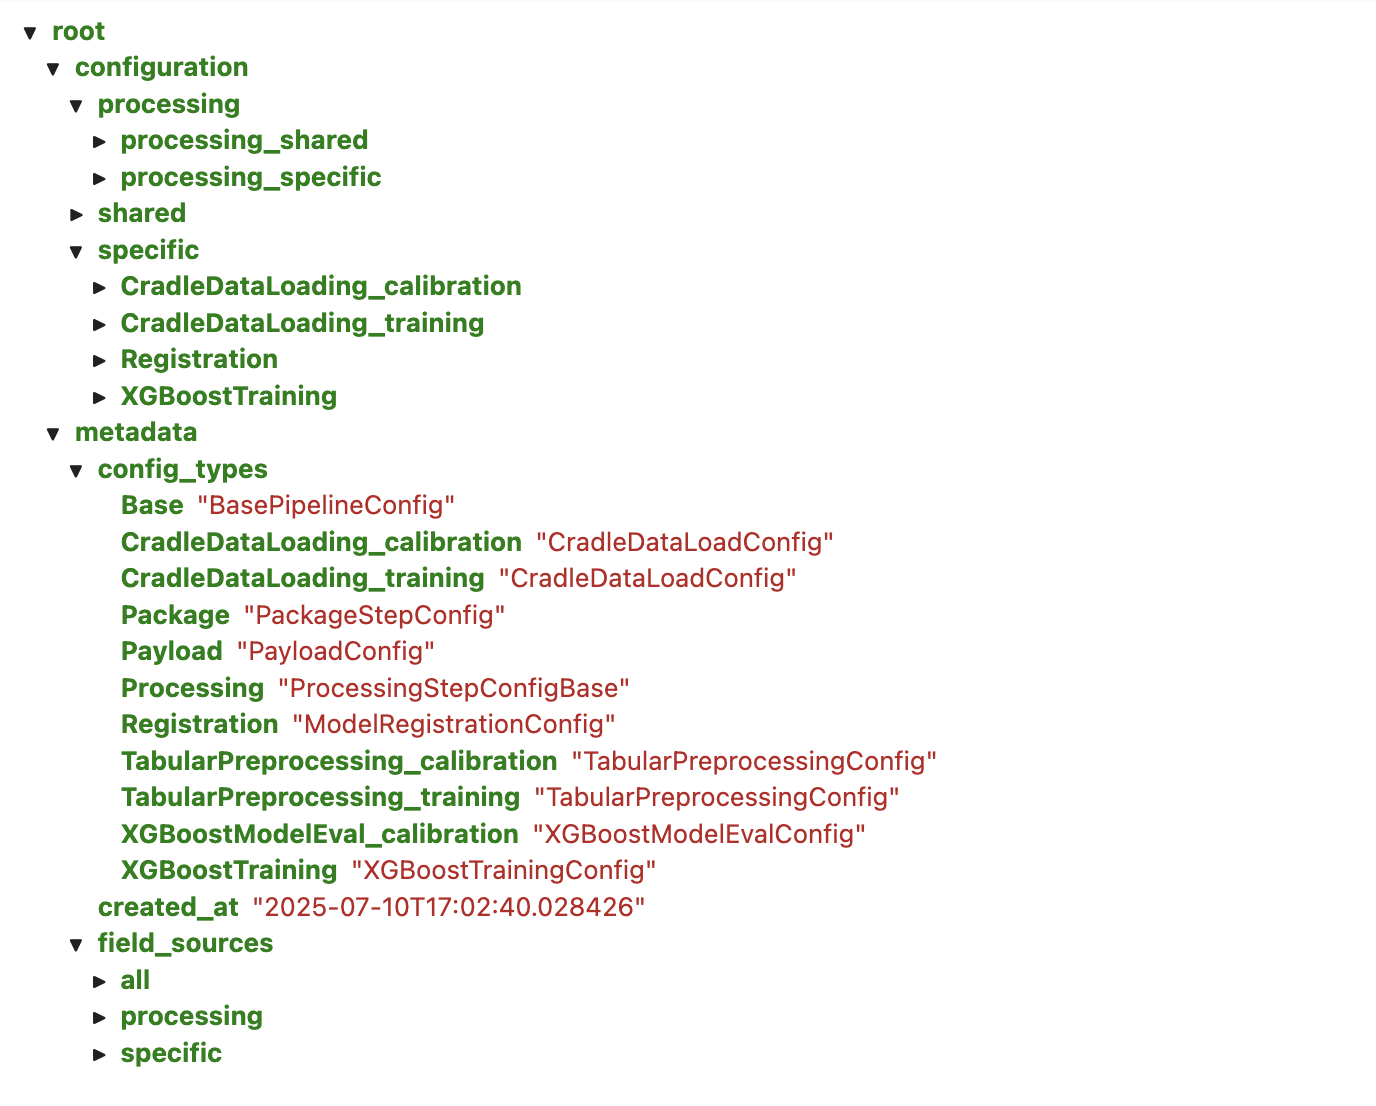 root
configuration
processing
processing_shared
processing_specific
shared
specific
CradleDataLoading_calibration
CradleDataLoading_training
Registration
XGBoostTraining
metadata
config_types
Base "BasePipelineConfig"
CradleDataLoading_calibration "CradleDataLoadConfig"
CradleDataLoading_training "CradleDataLoadConfig"
Package "PackageStepConfig"
Payload "PayloadConfig"
Processing "ProcessingStepConfigBase"
Registration "ModelRegistrationConfig"
TabularPreprocessing_calibration "TabularPreprocessingConfig"
TabularPreprocessing_training "TabularPreprocessingConfig"
XGBoostModelEval_calibration "XGBoostModelEvalConfig"
XGBoostTraining "XGBoostTrainingConfig"
created_at "2025-07-10T17:02:40.028426"
field_sources
all
processing
specific